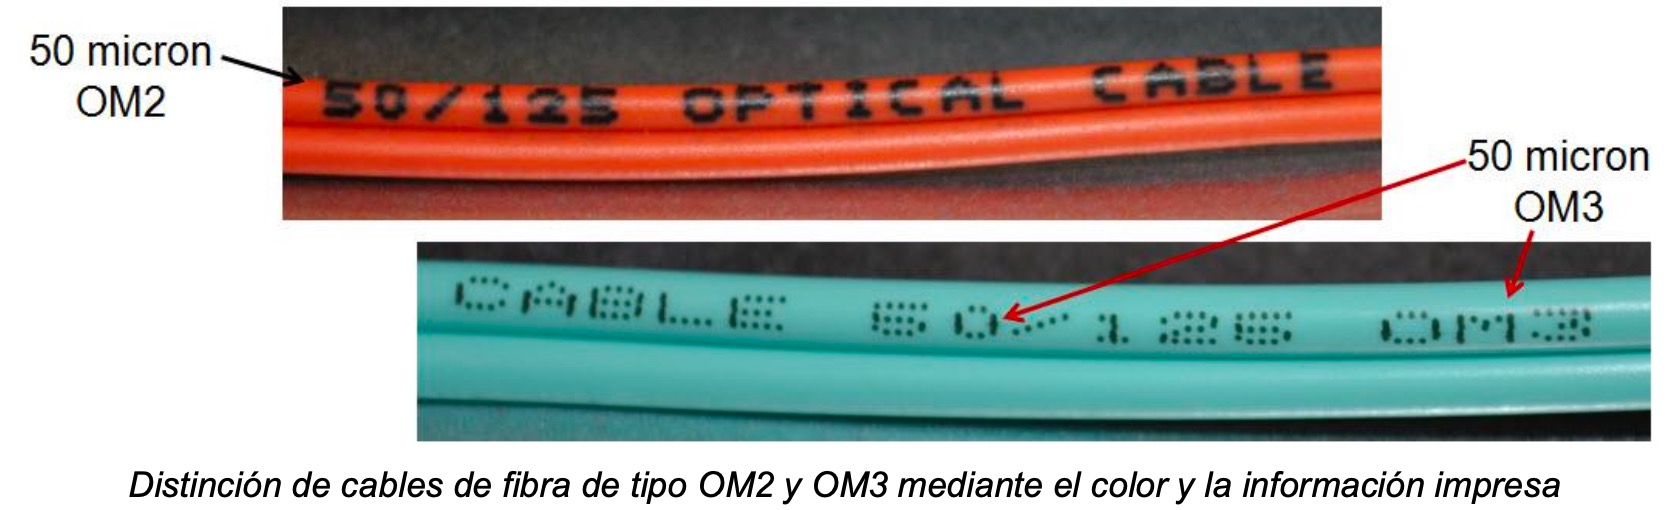 50 micron
OM2
50/125 OPTICAL CABLE
50 micron
OM3
CABLE 50/125 OM3
Distinción de cables de fibra de tipo OM2 y OM3 mediante el color y la información impresa